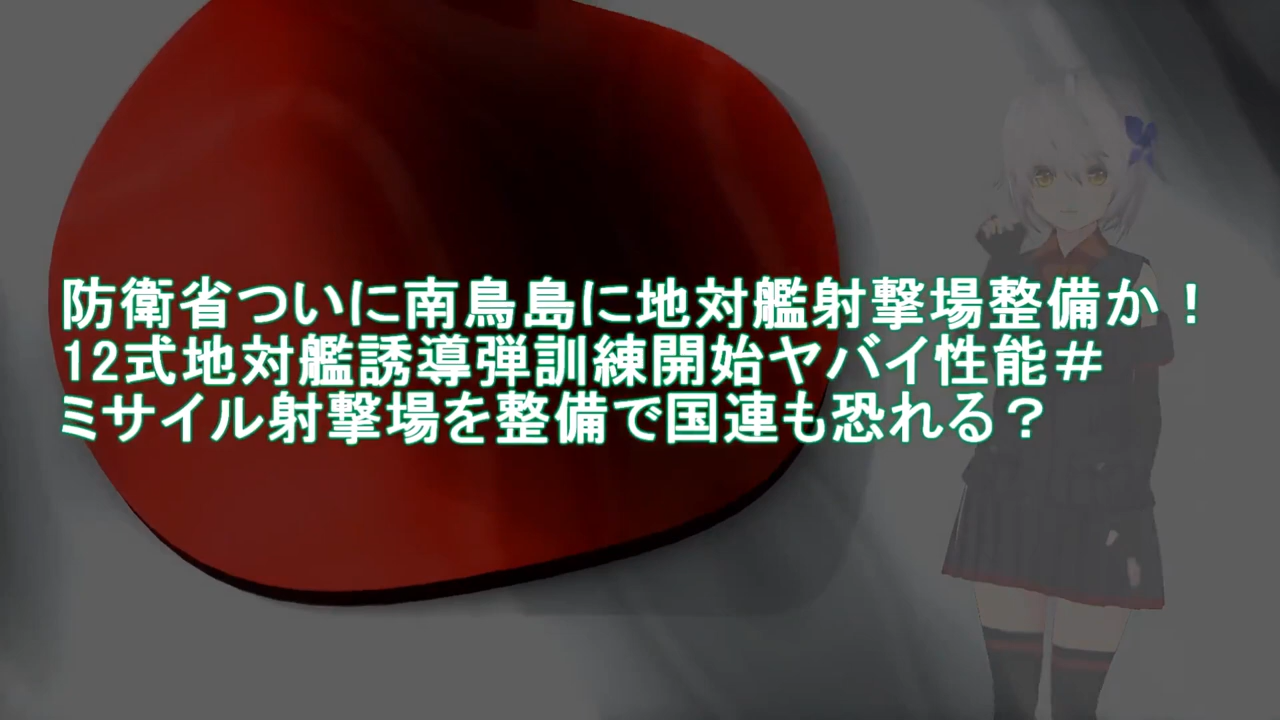 防衛省ついに南鳥島に地対艦射撃場整備か！
12式地対艦誘導弾訓練開始ヤバイ性能＃
ミサイル射撃場を整備で国連も恐れる？